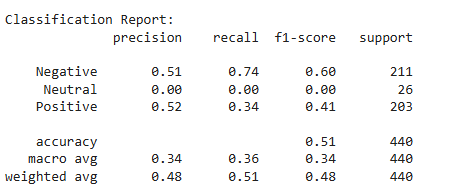 Classification Report:
precision recall f1-score support
Negative 0.51 0.74 0.60 211
Neutral 0.00 0.00 0.00 26
Positive 0.52 0.34 0.41 203
accuracy 0.51 440
macro avg 0.34 0.36 0.34 440
weighted avg 0.48 0.51 0.48 440